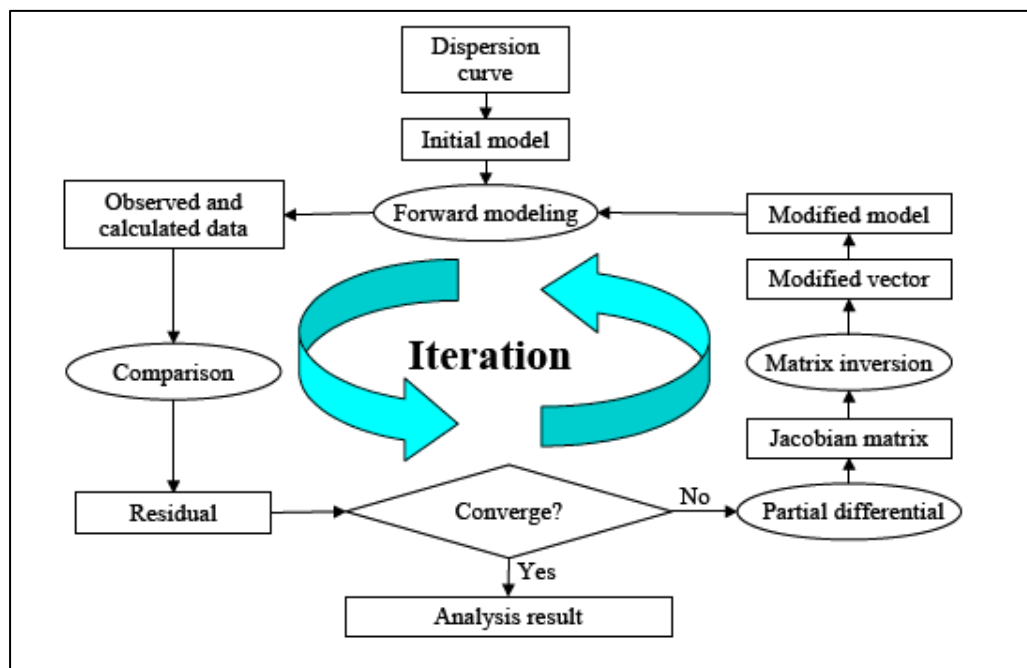 Dispersion
curve
Initial model
Forward modeling
Observed and
calculated data
Comparison
Residual
Converge?
Yes
Analysis result
No
Partial differential
Jacobian matrix
Matrix inversion
Modified vector
Modified model
Iteration